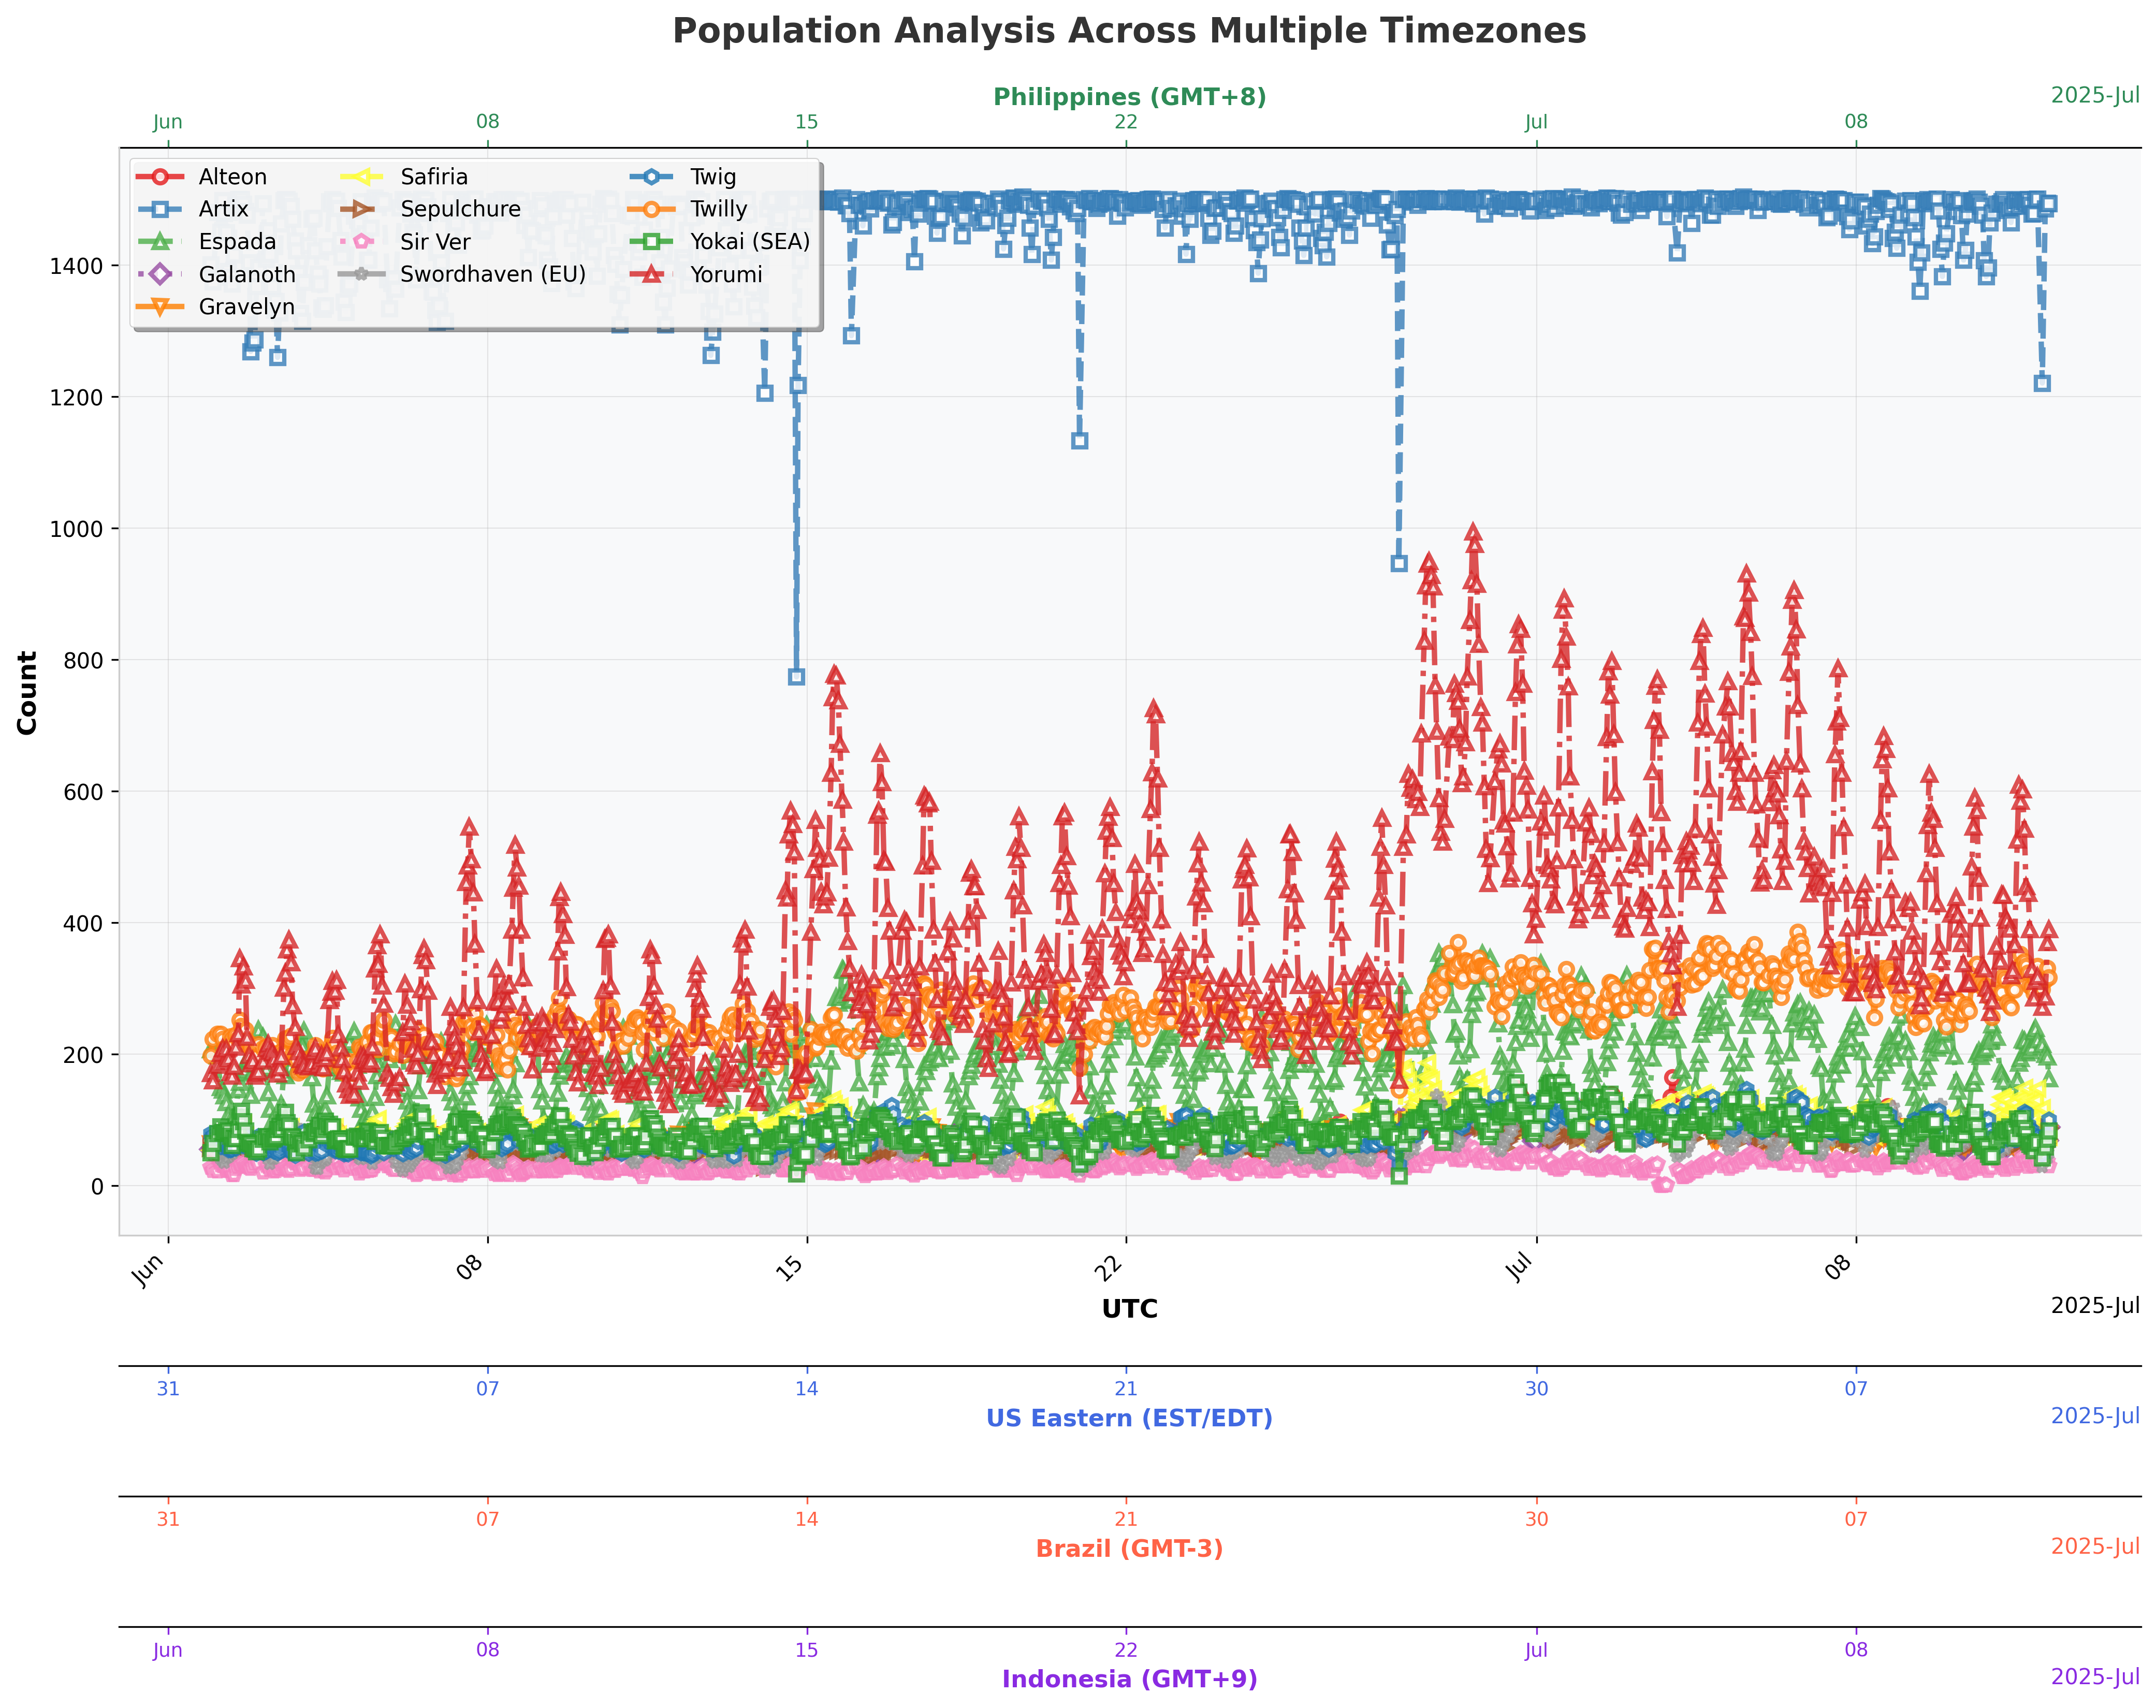 Population Analysis Across Multiple Timezones
Philippines (GMT+8)
2025-Jul
Jun 08 15 22 Jul 08
Alteon Safiria Twig
Artix Sepulchure Twilly
Espada Sir Ver Yokai (SEA)
Galanoth Swordhaven (EU) Yorumi
Gravelyn
1400
1200
1000
800
600
400
200
0
Count
Jun 08 15 22 Jul 08
UTC
2025-Jul
31 07 14 21 30 07
US Eastern (EST/EDT)
2025-Jul
31 07 14 21 30 07
Brazil (GMT-3)
2025-Jul
Jun 08 15 22 Jul 08
Indonesia (GMT+9)
2025-Jul